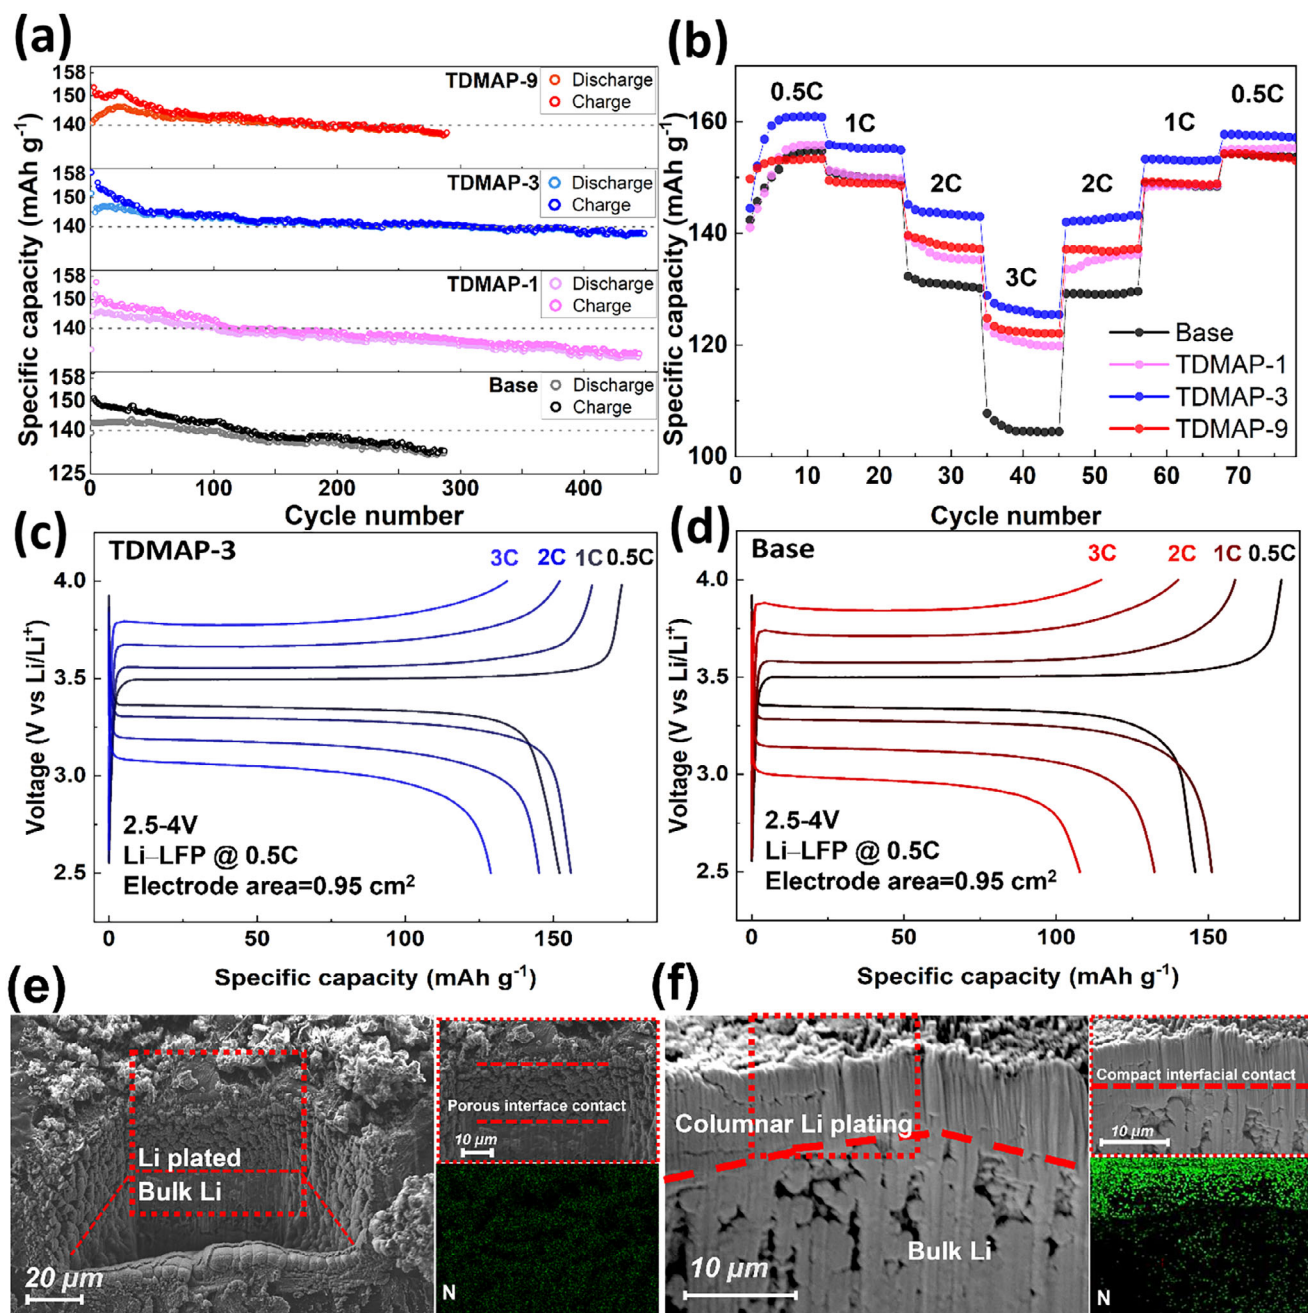 (a)
Specific capacity (mAh g⁻¹)
158
150
140
TDMAP-9
Discharge
Charge
158
150
140
TDMAP-3
Discharge
Charge
158
150
140
TDMAP-1
Discharge
Charge
158
150
140
125
Base
Discharge
Charge
0 100 200 300 400
Cycle number
(b)
Specific capacity (mAh g⁻¹)
160
140
120
100
0.5C
1C
2C
3C
2C
1C
0.5C
Base
TDMAP-1
TDMAP-3
TDMAP-9
0 10 20 30 40 50 60 70
Cycle number
(c)
TDMAP-3
3C 2C 1C 0.5C
Voltage (V vs Li/Li⁺)
4.0
3.5
3.0
2.5
2.5-4V
Li–LFP @ 0.5C
Electrode area=0.95 cm²
0 50 100 150
Specific capacity (mAh g⁻¹)
(d)
Base
3C 2C 1C 0.5C
Voltage (V vs Li/Li⁺)
4.0
3.5
3.0
2.5
2.5-4V
Li–LFP @ 0.5C
Electrode area=0.95 cm²
0 50 100 150
Specific capacity (mAh g⁻¹)
(e)
Li plated
Bulk Li
20 μm
Porous interface contact
10 μm
N
(f)
Columnar Li plating
Bulk Li
10 μm
Compact interfacial contact
10 μm
N